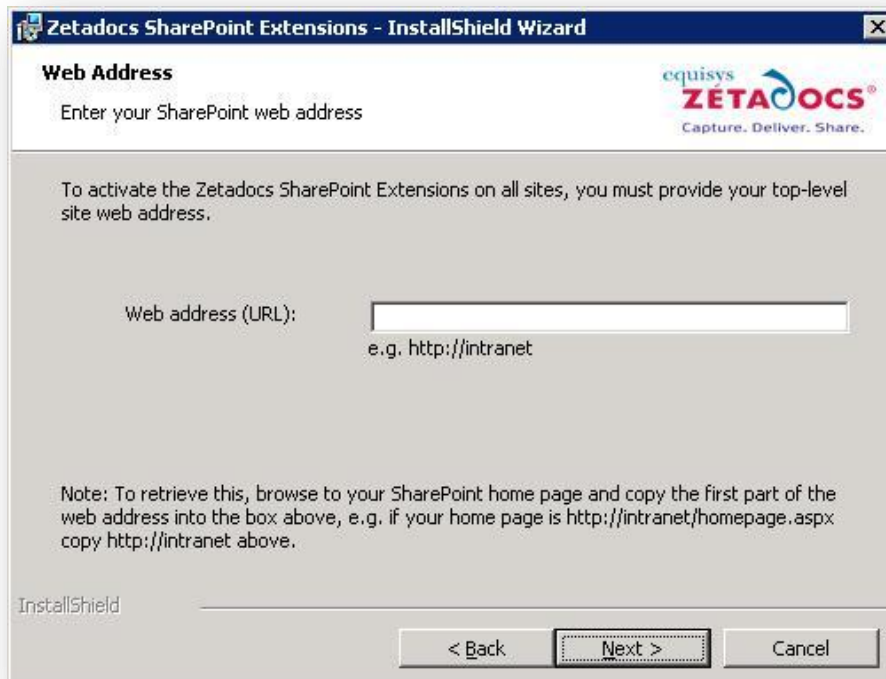 Zetadocs SharePoint Extensions - InstallShield Wizard
Web Address
Enter your SharePoint web address
equisys
ZÉTADOCS®
Capture. Deliver. Share.
To activate the Zetadocs SharePoint Extensions on all sites, you must provide your top-level
site web address.
Web address (URL):
e.g. http://intranet
Note: To retrieve this, browse to your SharePoint home page and copy the first part of the
web address into the box above, e.g. if your home page is http://intranet/homepage.aspx
copy http://intranet above.
InstallShield
< Back
Next >
Cancel